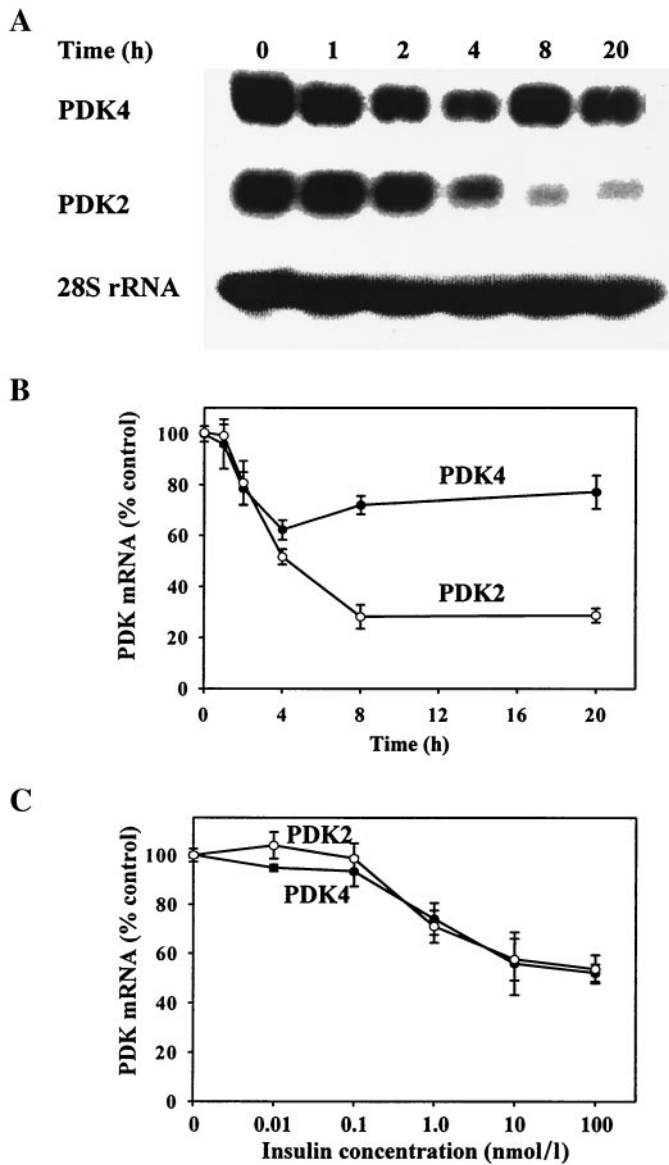 A
Time (h) 0 1 2 4 8 20
PDK4
PDK2
28S rRNA
B
PDK mRNA (% control)
100
80
60
40
20
0
PDK4
PDK2
0 4 8 12 16 20
Time (h)
C
PDK mRNA (% control)
100
80
60
40
20
0
PDK2
PDK4
0 0.01 0.1 1.0 10 100
Insulin concentration (nmol/l)